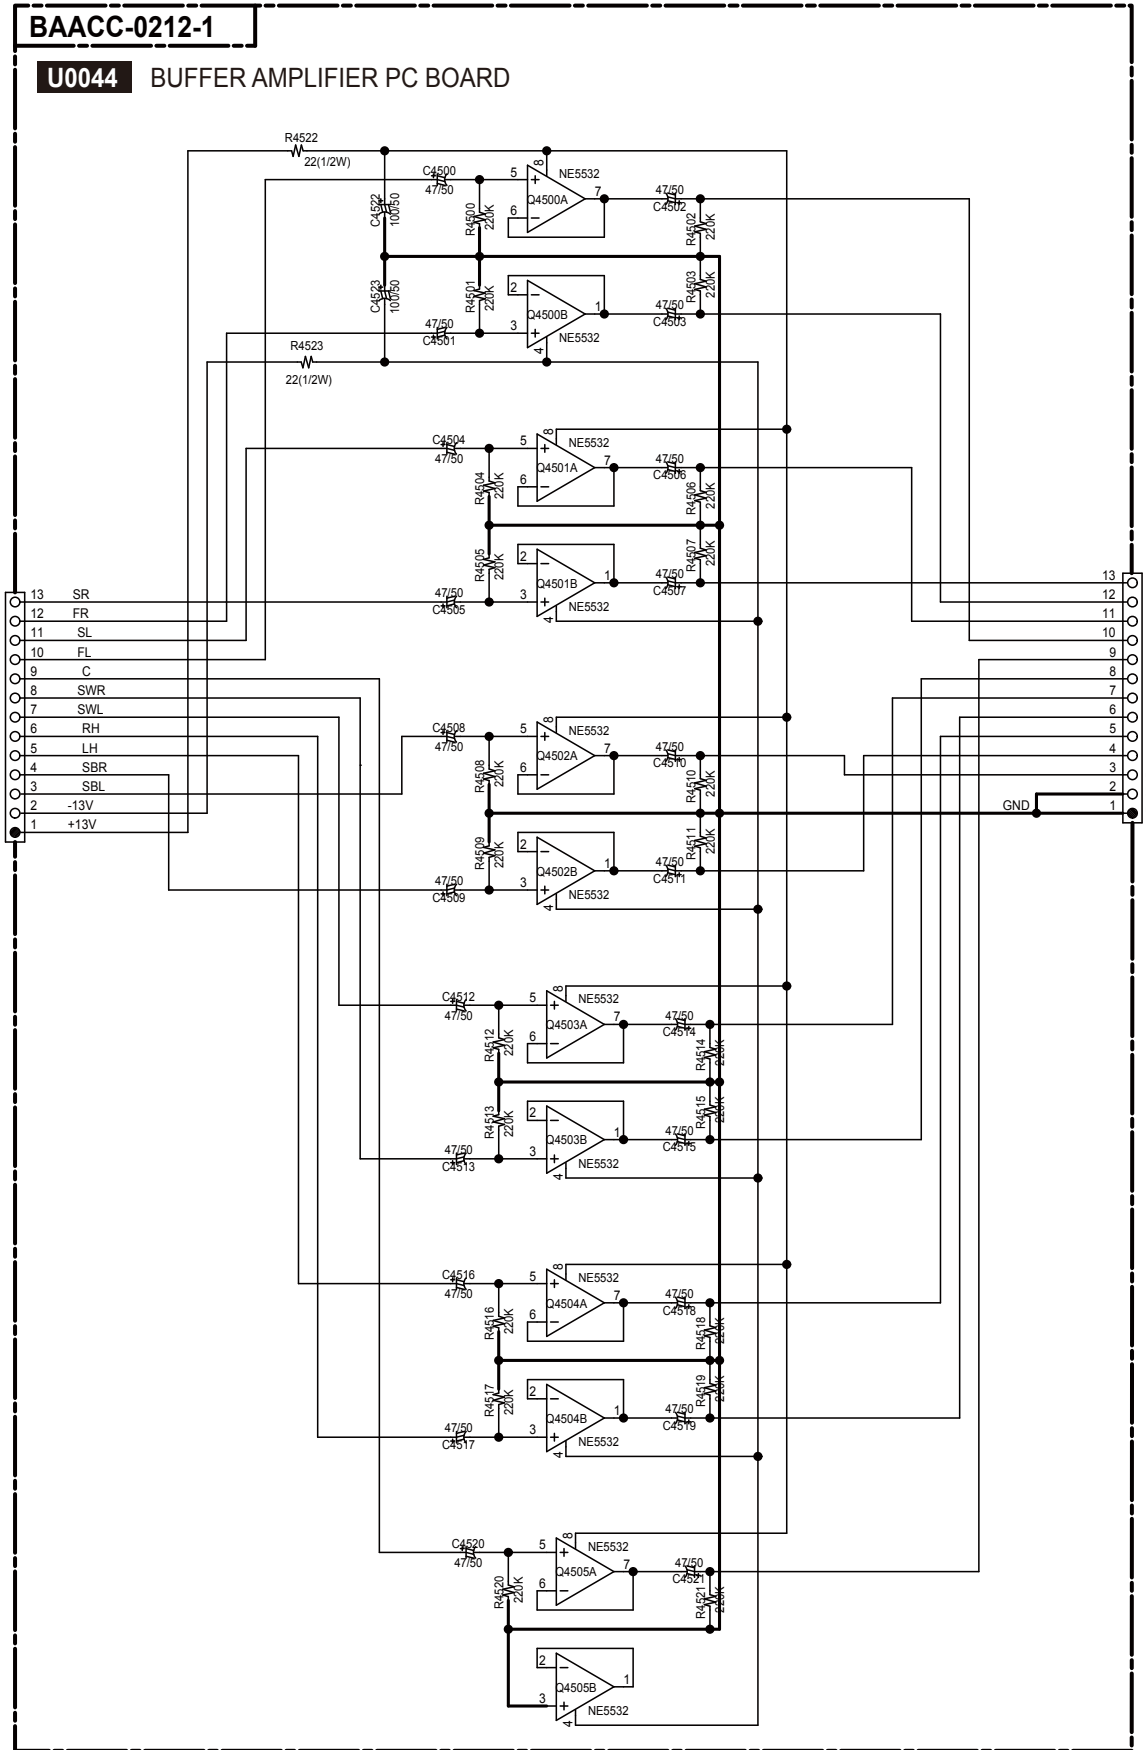 BAACC-0212-1
U0044 BUFFER AMPLIFIER PC BOARD
R4522
22(1/2W)
C4500
47/50
5 + 8 NE5532
Q4500A 7
6 −
47/50
C4502
C4522
100/50
R4500
220K
R4502
220K
C4523
100/50
R4501
220K
R4503
220K
2 −
Q4500B 1
3 + NE5532
4
47/50
C4501
47/50
C4503
R4523
22(1/2W)
C4504
47/50
5 + 8 NE5532
Q4501A 7
6 −
47/50
C4506
R4504
220K
R4506
220K
R4505
220K
R4507
220K
2 −
Q4501B 1
3 + NE5532
4
47/50
C4505
47/50
C4507
13 SR
12 FR
11 SL
10 FL
9 C
8 SWR
7 SWL
6 RH
5 LH
4 SBR
3 SBL
2 -13V
1 +13V
13
12
11
10
9
8
7
6
5
4
3
2
GND 1
C4508
47/50
5 + 8 NE5532
Q4502A 7
6 −
47/50
C4510
R4508
220K
R4510
220K
R4509
220K
R4511
220K
2 −
Q4502B 1
3 + NE5532
4
47/50
C4509
47/50
C4511
C4512
47/50
5 + 8 NE5532
Q4503A 7
6 −
47/50
C4514
R4512
220K
R4514
220K
R4513
220K
R4515
220K
2 −
Q4503B 1
3 + NE5532
4
47/50
C4513
47/50
C4515
C4516
47/50
5 + 8 NE5532
Q4504A 7
6 −
47/50
C4518
R4516
220K
R4518
220K
R4517
220K
R4519
220K
2 −
Q4504B 1
3 + NE5532
4
47/50
C4517
47/50
C4519
C4520
47/50
5 + 8 NE5532
Q4505A 7
6 −
47/50
C4521
R4520
220K
R4521
220K
2 −
Q4505B 1
3 + NE5532
4